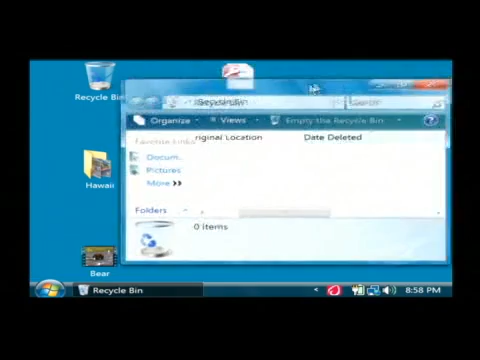 Recycle Bin
Recycle Bin
Organize Views Empty the Recycle Bin
Original Location Date Deleted
Favorite Links
Docum..
Pictures
More
Hawaii
Folders
0 items
Bear
Recycle Bin
8:58 PM